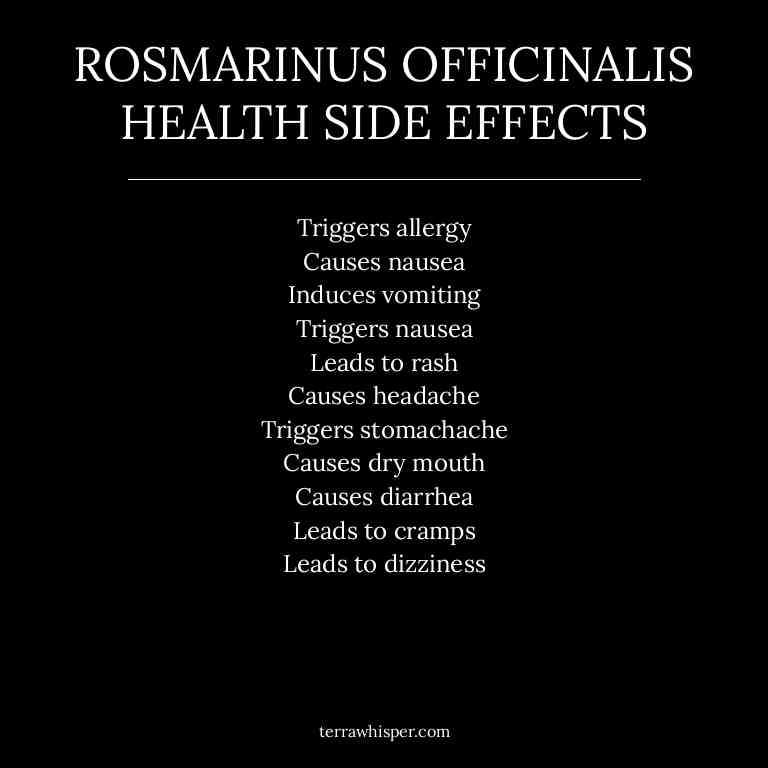 ROSMARINUS OFFICINALIS
HEALTH SIDE EFFECTS
Triggers allergy
Causes nausea
Induces vomiting
Triggers nausea
Leads to rash
Causes headache
Triggers stomachache
Causes dry mouth
Causes diarrhea
Leads to cramps
Leads to dizziness
terrawhisper.com